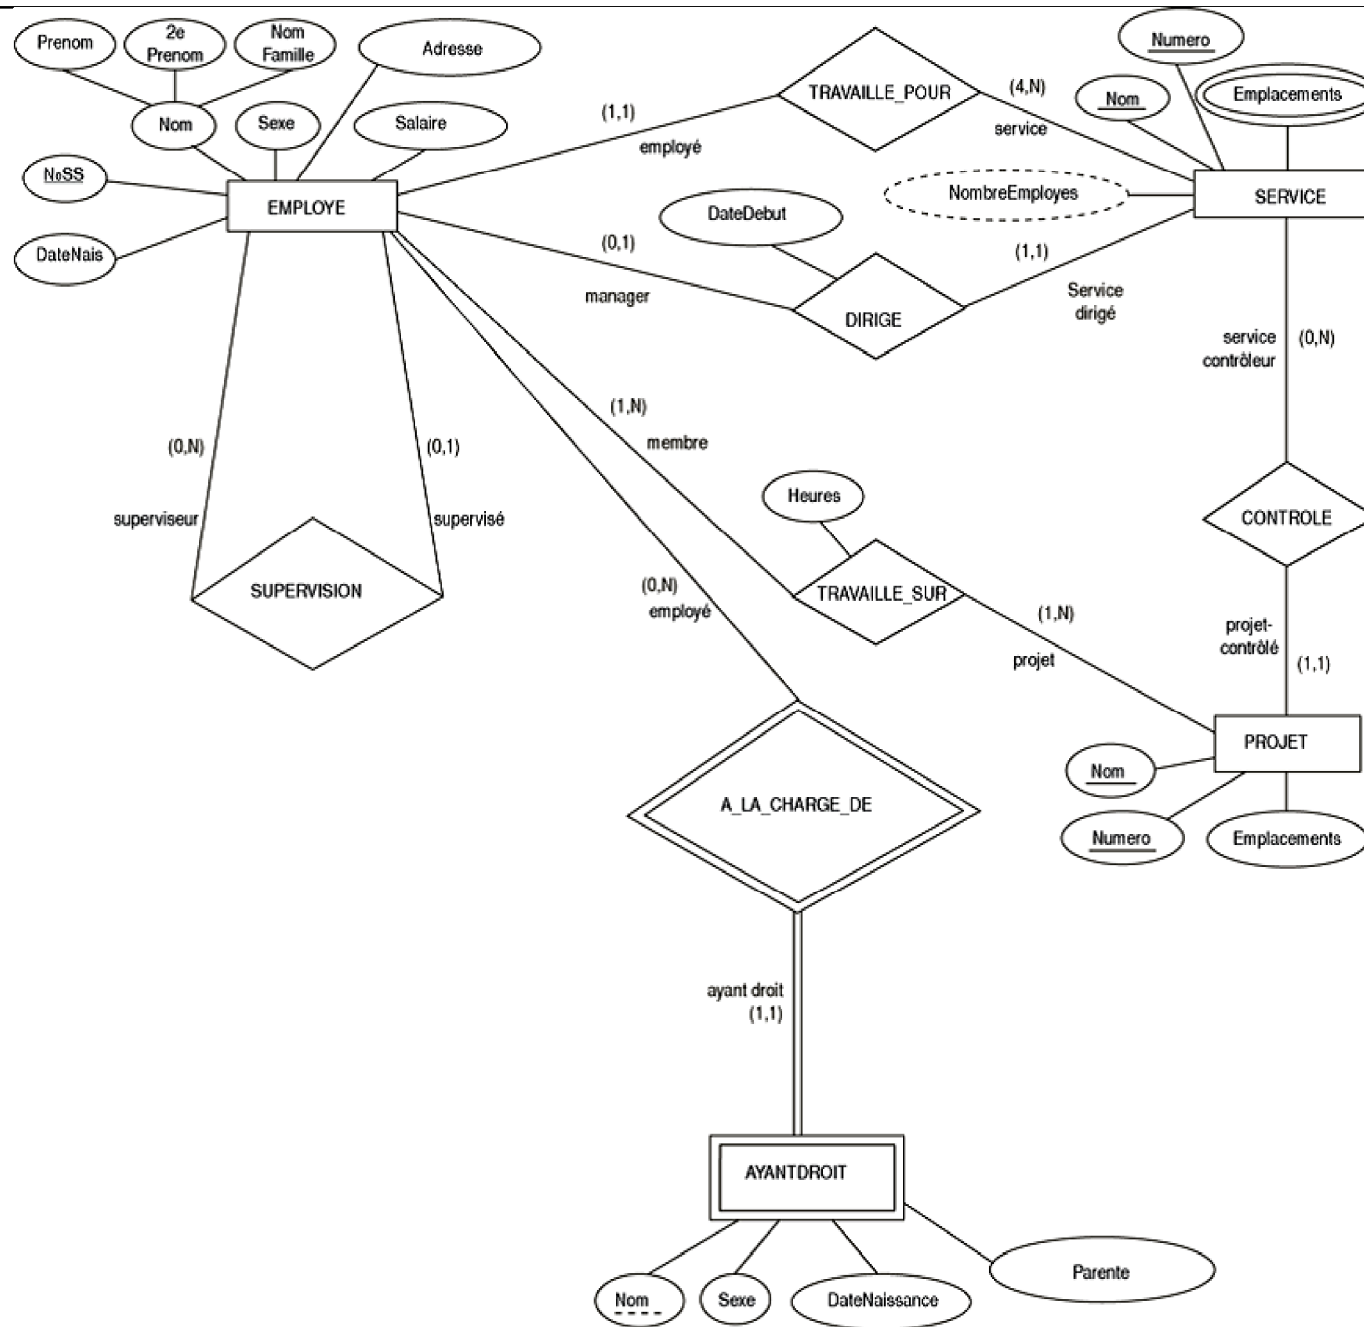 Prenom
2e
Prenom
Nom
Famille
Adresse
Nom
Sexe
Salaire
NoSS
DateNais
EMPLOYE
(1,1)
employé
TRAVAILLE_POUR
(4,N)
service
Numero
Nom
Emplacements
NombreEmployes
SERVICE
DateDebut
(0,1)
manager
DIRIGE
(1,1)
Service
dirigé
service
contrôleur
(0,N)
(0,N)
superviseur
(0,1)
supervisé
SUPERVISION
(1,N)
membre
Heures
TRAVAILLE_SUR
(1,N)
projet
CONTROLE
projet-
contrôlé
(1,1)
(0,N)
employé
PROJET
Nom
Numero
Emplacements
A_LA_CHARGE_DE
ayant droit
(1,1)
AYANTDROIT
Nom
Sexe
DateNaissance
Parente